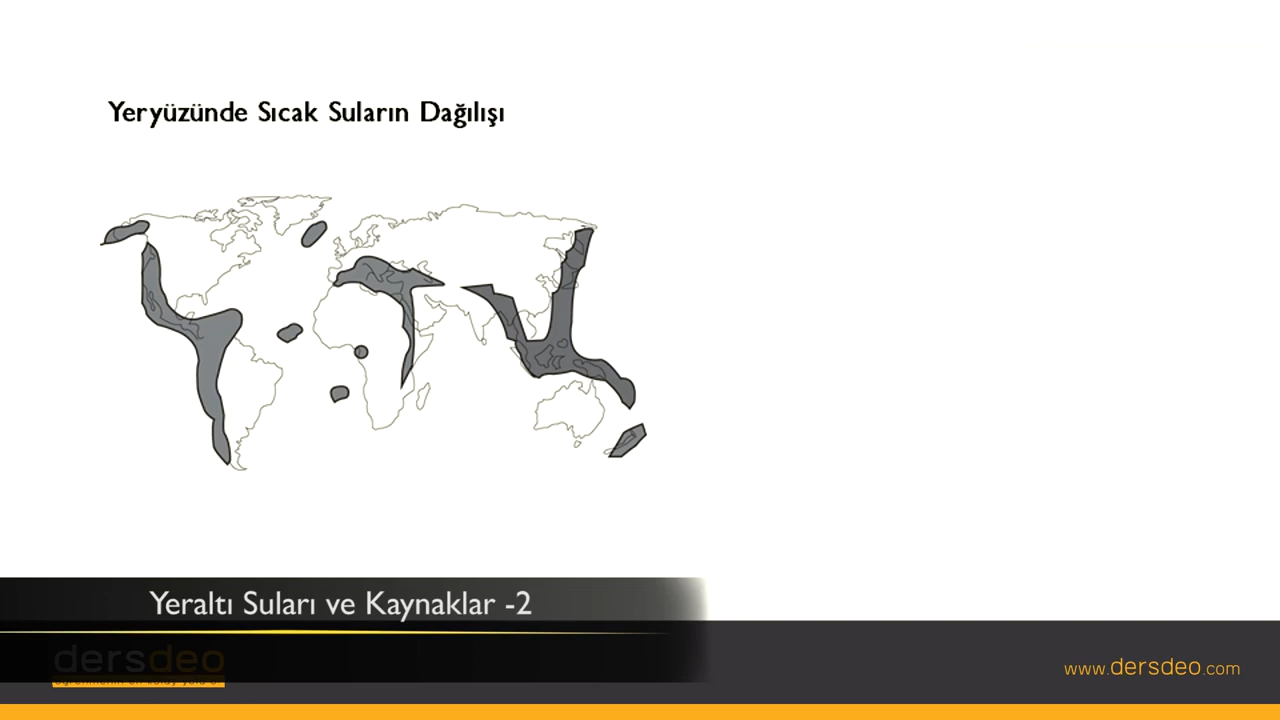 Yeryüzünde Sıcak Suların Dağılışı
Yeraltı Suları ve Kaynaklar -2
dersdeo
www.dersdeo.com